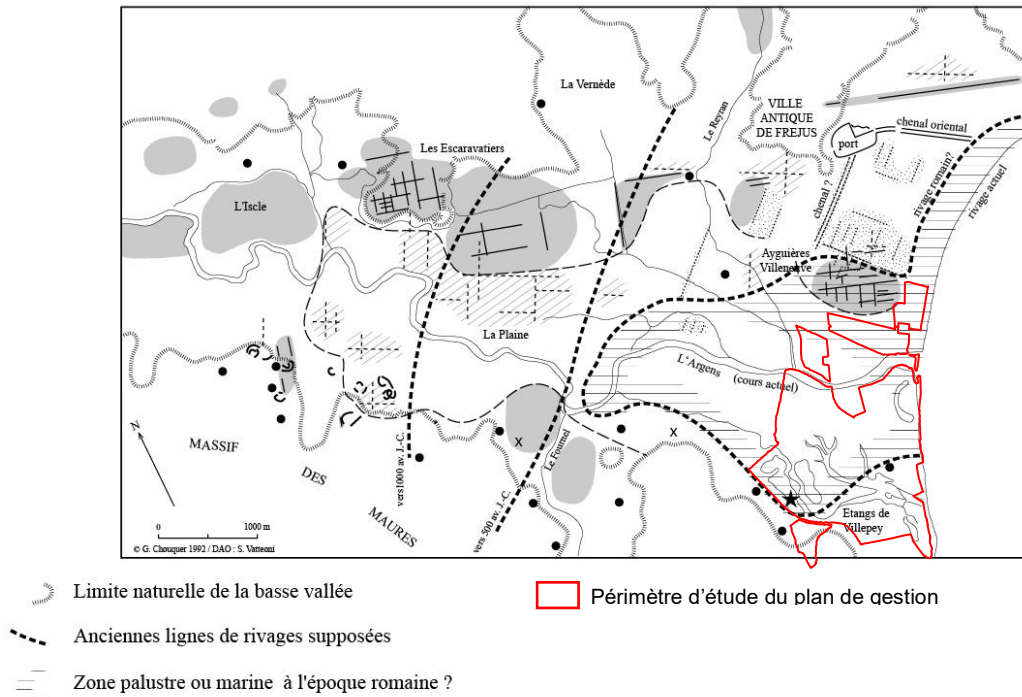 La Vernède
Le Reyran
VILLE
ANTIQUE
DE FREJUS
port
chenal oriental
Les Escaravatiers
chenal ?
rivage romain?
rivage actuel
L'Iscle
Ayguières
Villeneuve
La Plaine
L'Argens (cours actuel)
N
MASSIF
DES
MAURES
vers1000 av. J.-C.
vers 500 av. J.-C.
Le Fournel
x
x
Etangs de
Villepey
0 1000 m
© G. Chouquer 1992 / DAO : S. Vatteoni
Limite naturelle de la basse vallée
Périmètre d'étude du plan de gestion
Anciennes lignes de rivages supposées
Zone palustre ou marine à l'époque romaine ?